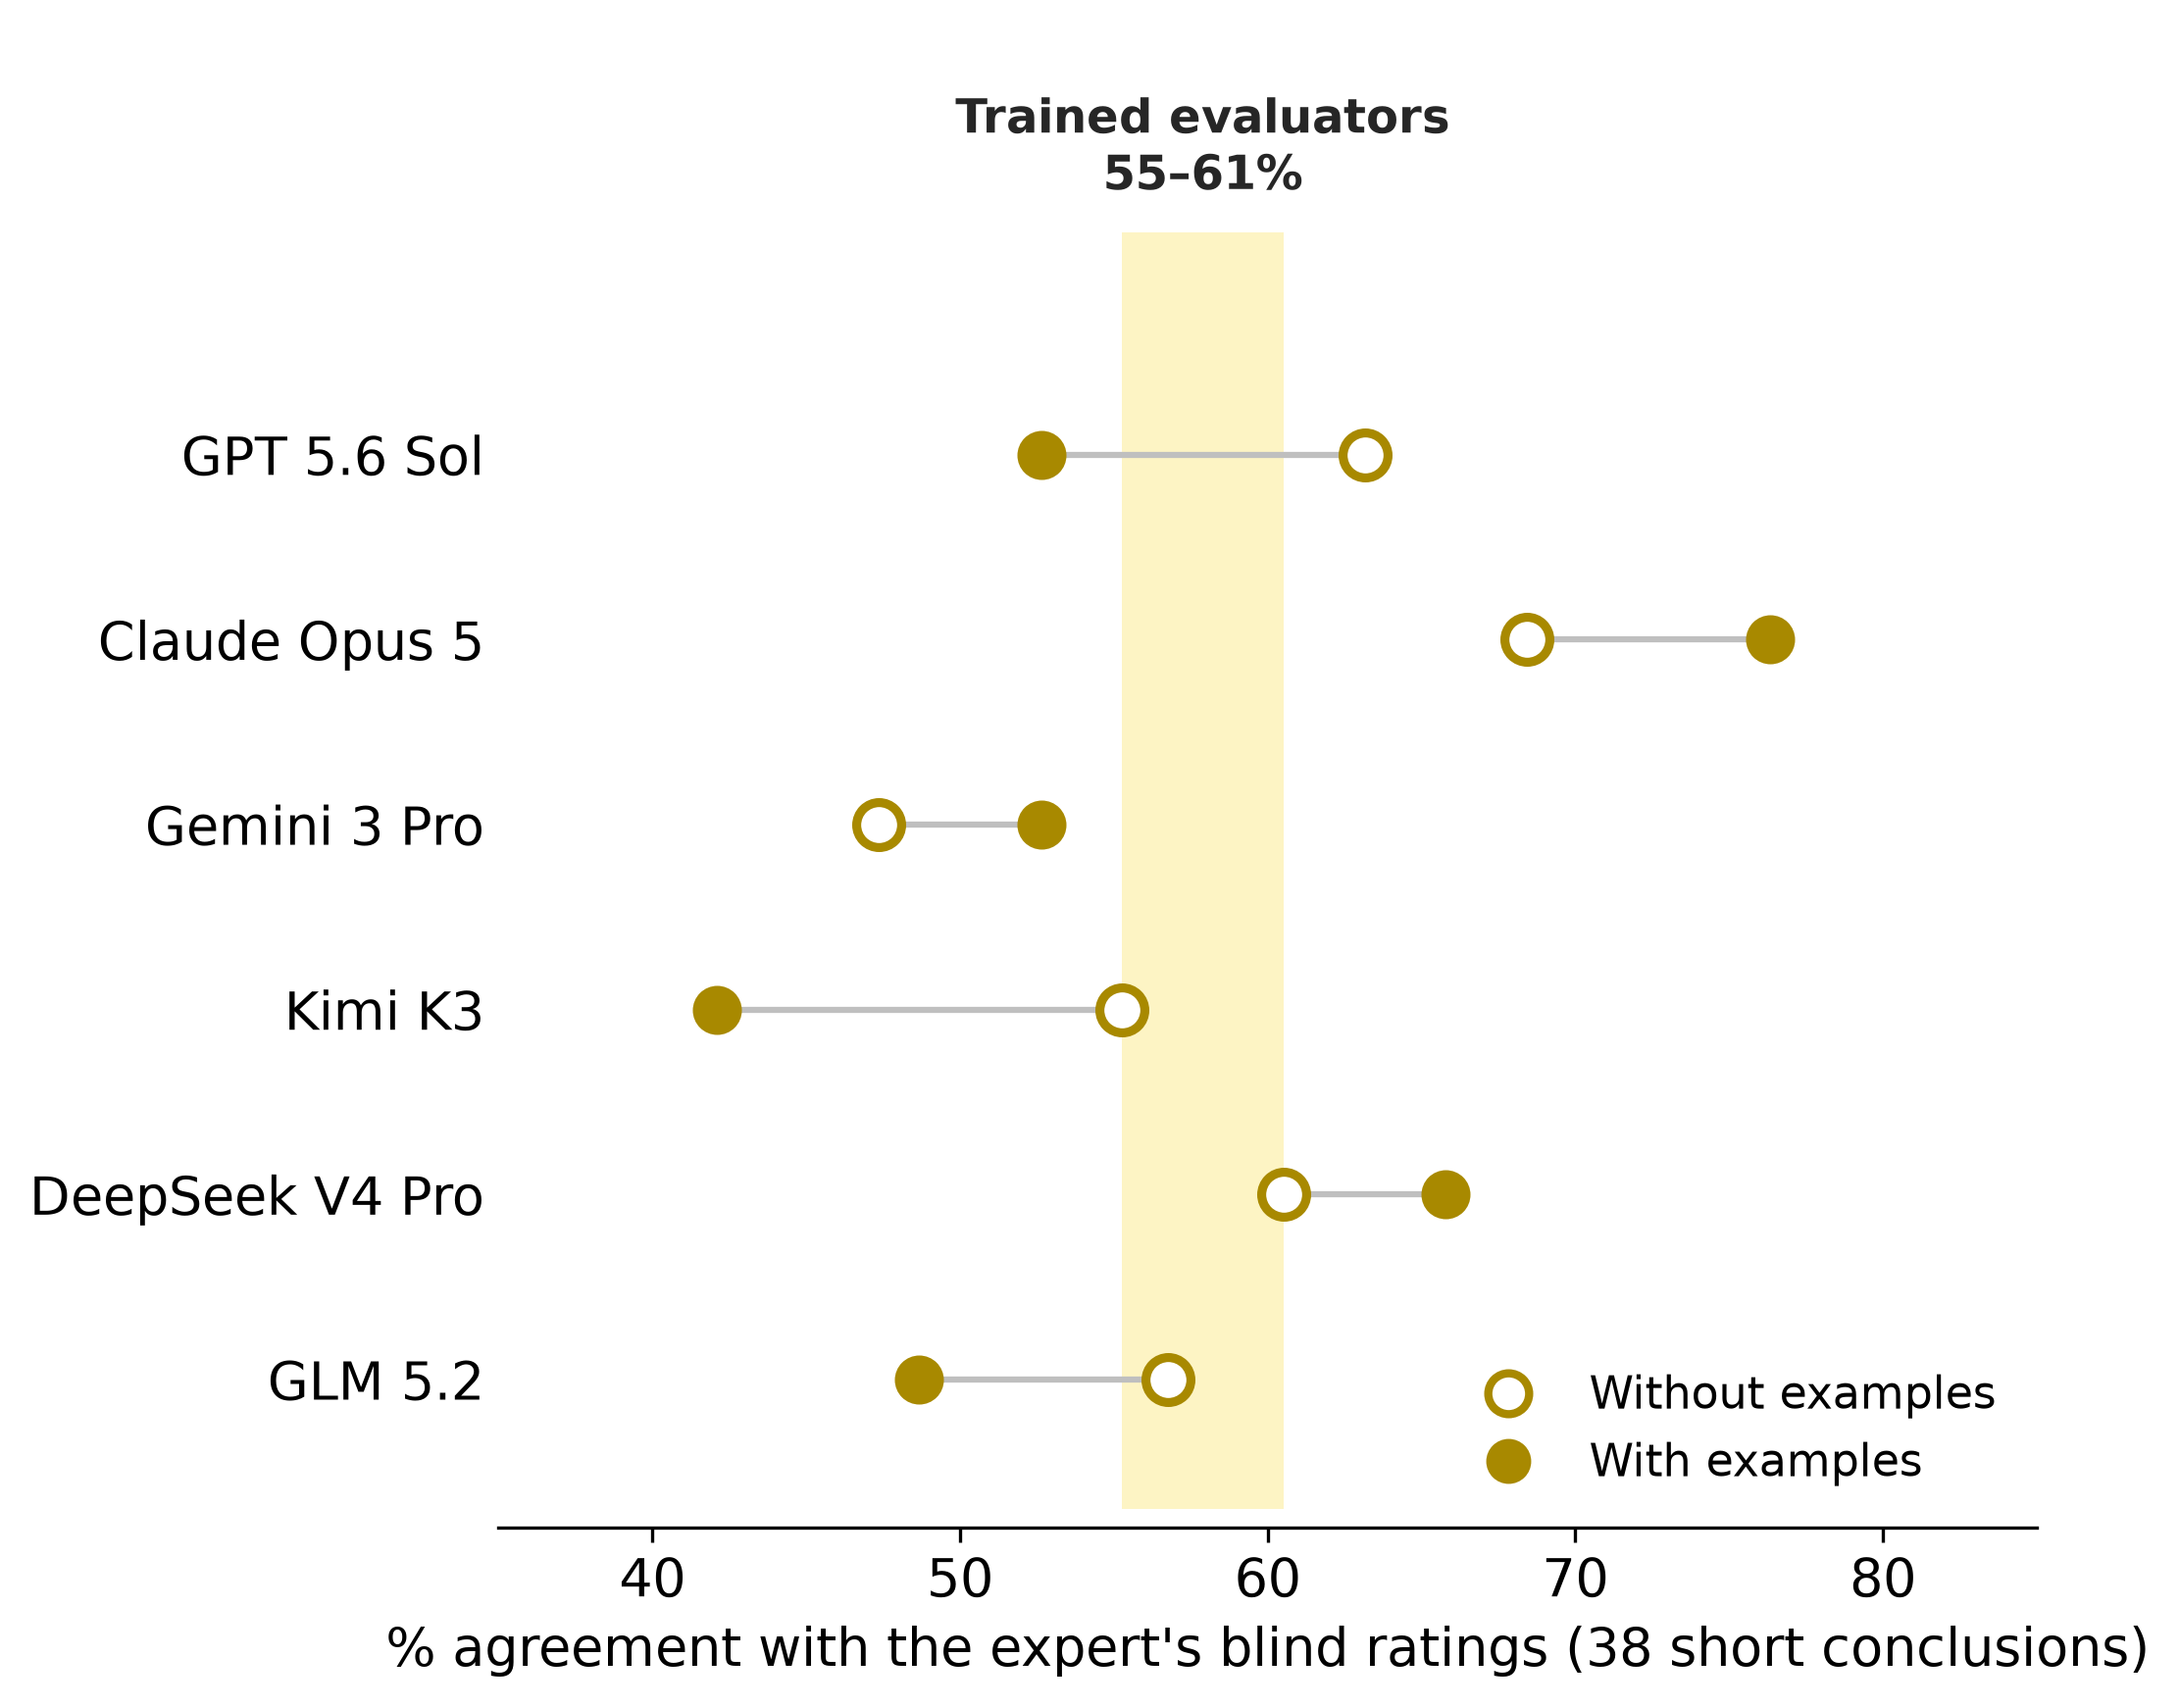 Trained evaluators
55–61%
GPT 5.6 Sol
Claude Opus 5
Gemini 3 Pro
Kimi K3
DeepSeek V4 Pro
GLM 5.2
Without examples
With examples
40 50 60 70 80
% agreement with the expert's blind ratings (38 short conclusions)